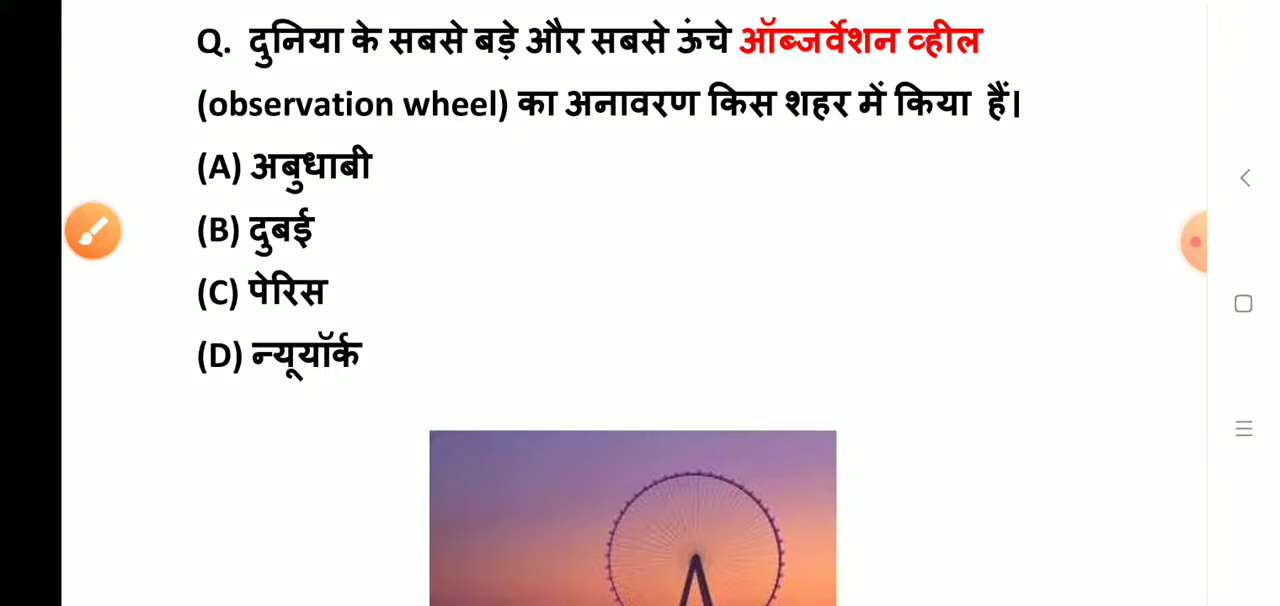 Q. दुनिया के सबसे बड़े और सबसे ऊंचे ऑब्जर्वेशन व्हील
(observation wheel) का अनावरण किस शहर में किया हैं।
(A) अबुधाबी
(B) दुबई
(C) पेरिस
(D) न्यूयॉर्क